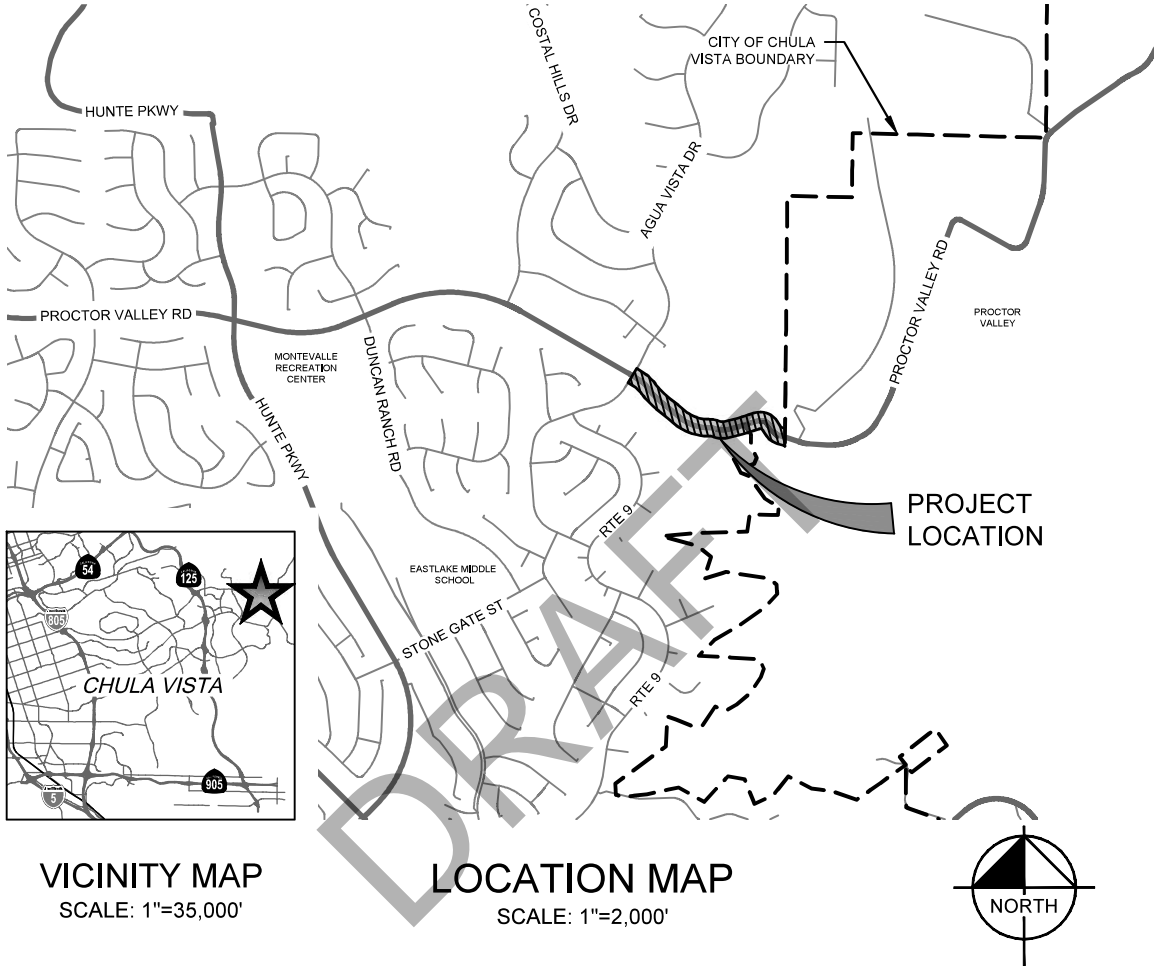 COSTAL HILLS DR
CITY OF CHULA
VISTA BOUNDARY
HUNTE PKWY
AGUA VISTA DR
PROCTOR VALLEY RD
PROCTOR VALLEY RD
PROCTOR
VALLEY
MONTEVALLE
RECREATION
CENTER
DUNCAN RANCH RD
HUNTE PKWY
PROJECT
LOCATION
RTE 9
EASTLAKE MIDDLE
SCHOOL
STONE GATE ST
RTE 9
DRAFT
54
125
805
CHULA VISTA
905
5
VICINITY MAP
SCALE: 1"=35,000'
LOCATION MAP
SCALE: 1"=2,000'
NORTH